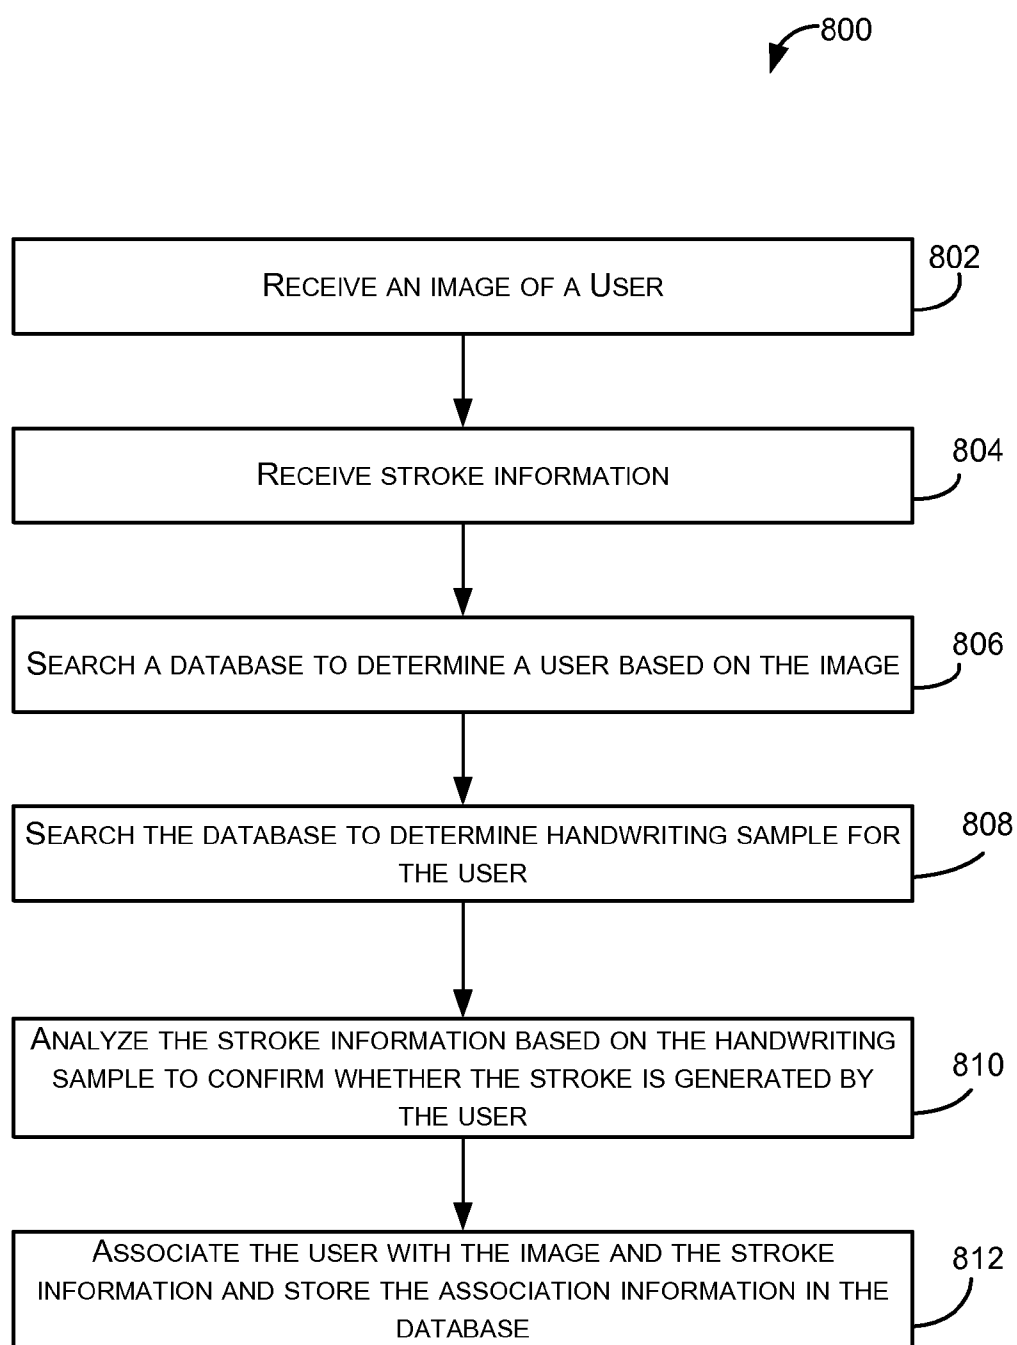 800
RECEIVE AN IMAGE OF A USER
802
RECEIVE STROKE INFORMATION
804
SEARCH A DATABASE TO DETERMINE A USER BASED ON THE IMAGE
806
SEARCH THE DATABASE TO DETERMINE HANDWRITING SAMPLE FOR
THE USER
808
ANALYZE THE STROKE INFORMATION BASED ON THE HANDWRITING
SAMPLE TO CONFIRM WHETHER THE STROKE IS GENERATED BY
THE USER
810
ASSOCIATE THE USER WITH THE IMAGE AND THE STROKE
INFORMATION AND STORE THE ASSOCIATION INFORMATION IN THE
DATABASE
812